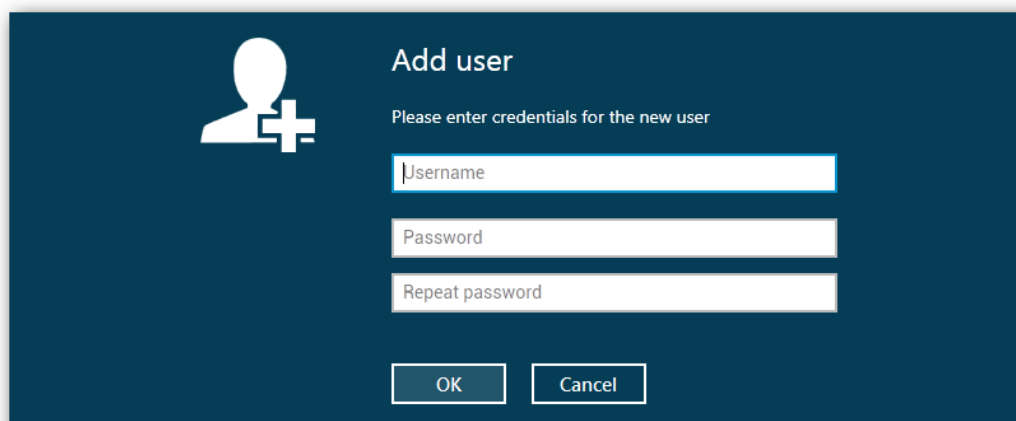 Add user
Please enter credentials for the new user
Username
Password
Repeat password
OK Cancel